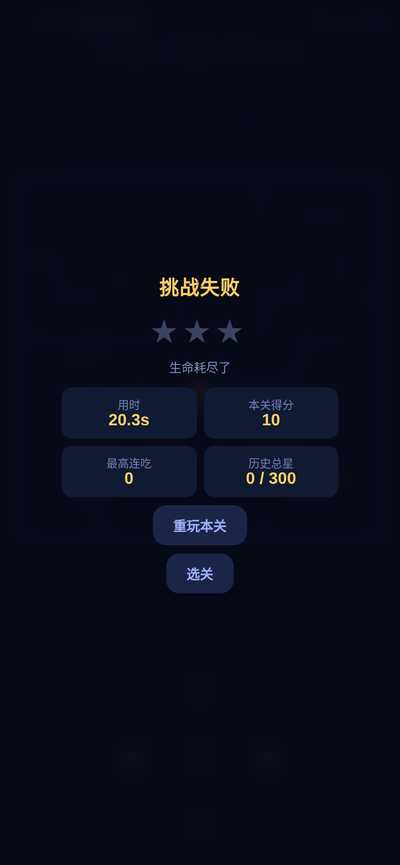 挑战失败
★★★
生命耗尽了
用时
20.3s
本关得分
10
最高连吃
0
历史总星
0 / 300
重玩本关
选关